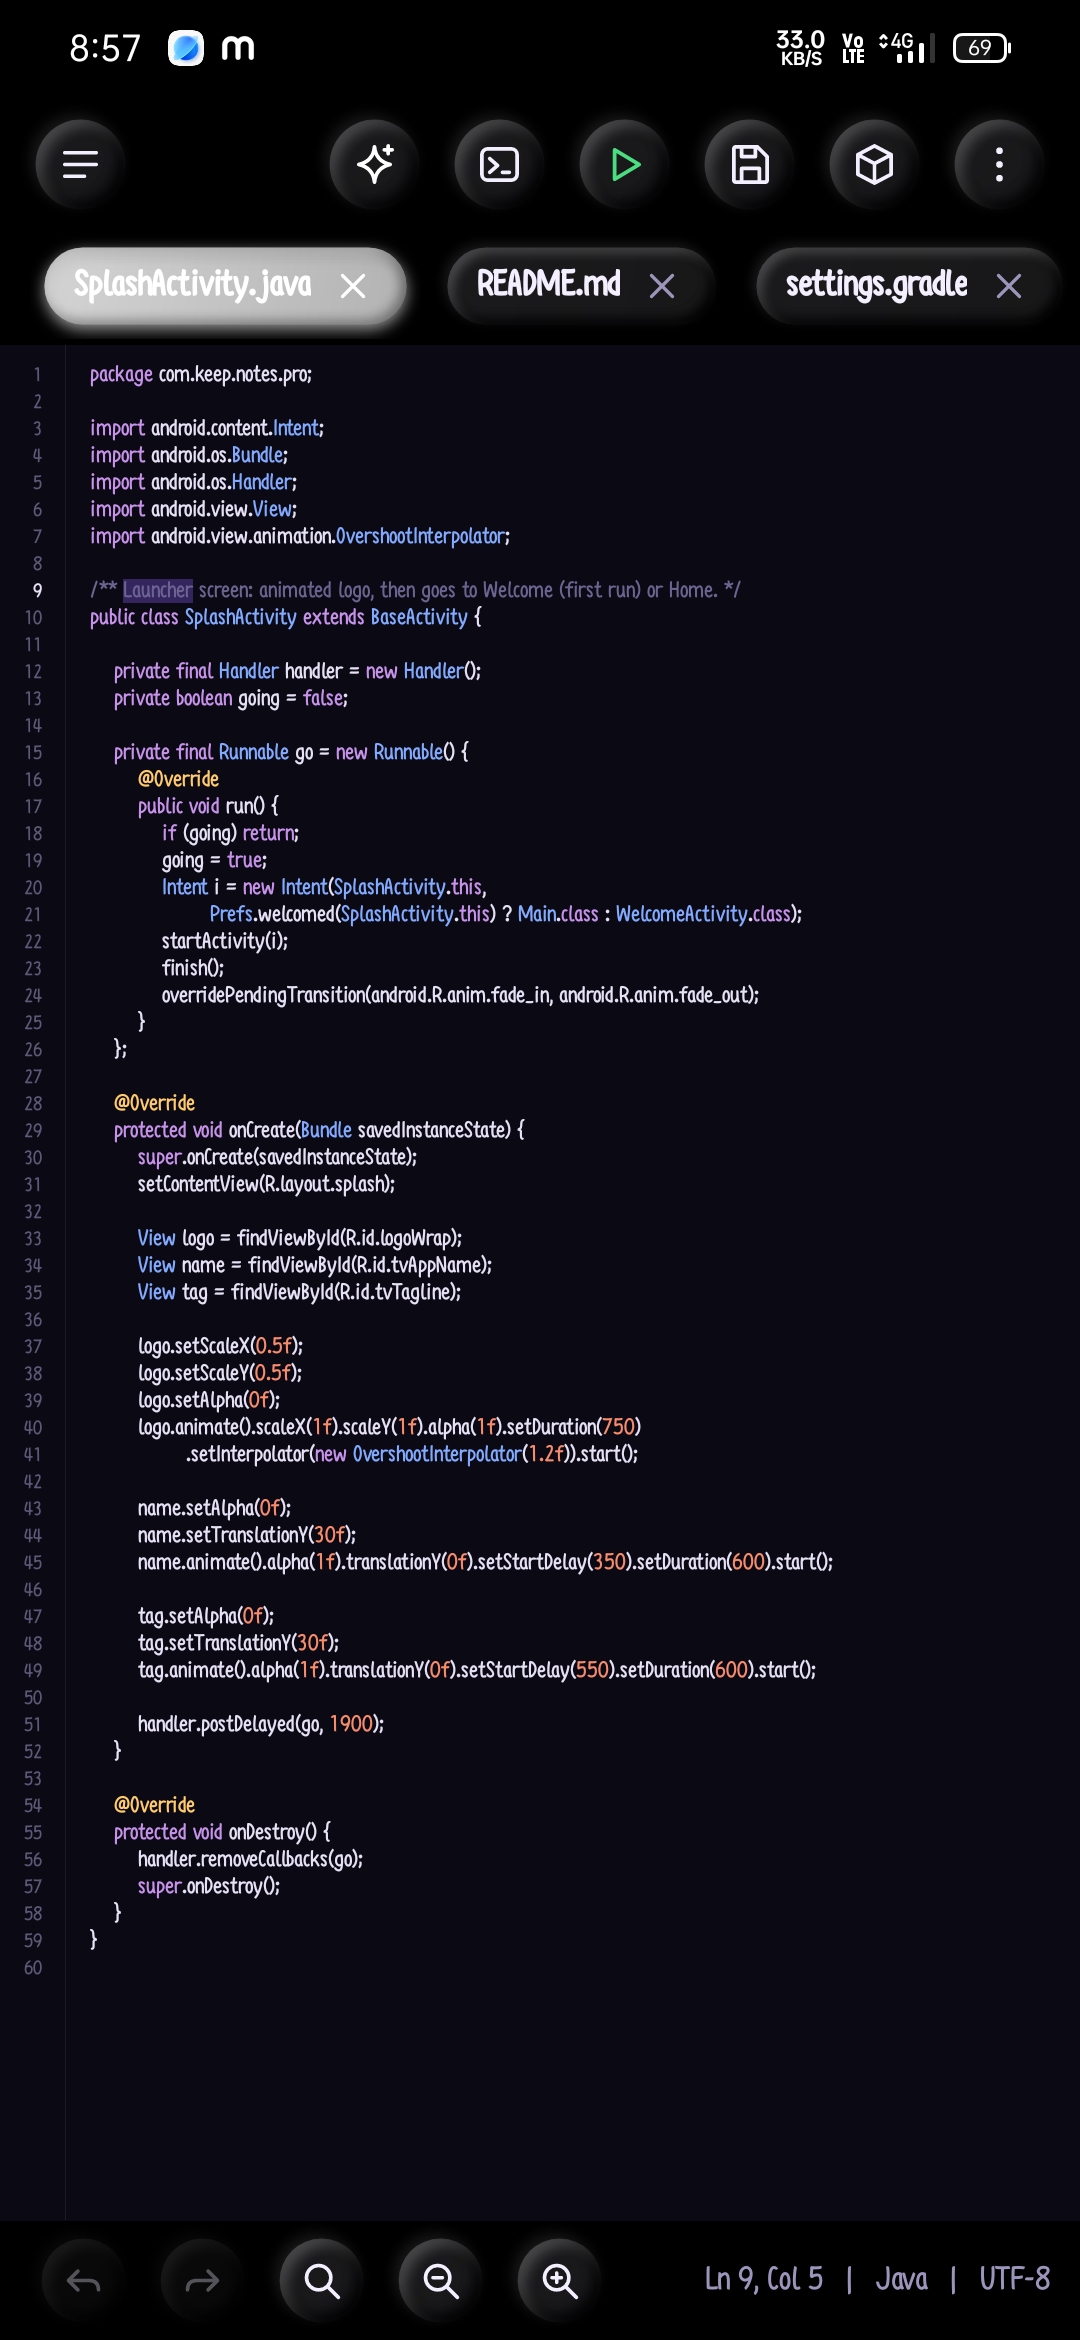 8:57 m 33.0 KB/S Vo LTE 4G 69
SplashActivity.java README.md settings.gradle
1 package com.keep.notes.pro;
2
3 import android.content.Intent;
4 import android.os.Bundle;
5 import android.os.Handler;
6 import android.view.View;
7 import android.view.animation.OvershootInterpolator;
8
9 /** Launcher screen: animated logo, then goes to Welcome (first run) or Home. */
10 public class SplashActivity extends BaseActivity {
11
12 private final Handler handler = new Handler();
13 private boolean going = false;
14
15 private final Runnable go = new Runnable() {
16 @Override
17 public void run() {
18 if (going) return;
19 going = true;
20 Intent i = new Intent(SplashActivity.this,
21 Prefs.welcomed(SplashActivity.this) ? Main.class : WelcomeActivity.class);
22 startActivity(i);
23 finish();
24 overridePendingTransition(android.R.anim.fade_in, android.R.anim.fade_out);
25 }
26 };
27
28 @Override
29 protected void onCreate(Bundle savedInstanceState) {
30 super.onCreate(savedInstanceState);
31 setContentView(R.layout.splash);
32
33 View logo = findViewById(R.id.logoWrap);
34 View name = findViewById(R.id.tvAppName);
35 View tag = findViewById(R.id.tvTagline);
36
37 logo.setScaleX(0.5f);
38 logo.setScaleY(0.5f);
39 logo.setAlpha(0f);
40 logo.animate().scaleX(1f).scaleY(1f).alpha(1f).setDuration(750)
41 .setInterpolator(new OvershootInterpolator(1.2f)).start();
42
43 name.setAlpha(0f);
44 name.setTranslationY(30f);
45 name.animate().alpha(1f).translationY(0f).setStartDelay(350).setDuration(600).start();
46
47 tag.setAlpha(0f);
48 tag.setTranslationY(30f);
49 tag.animate().alpha(1f).translationY(0f).setStartDelay(550).setDuration(600).start();
50
51 handler.postDelayed(go, 1900);
52 }
53
54 @Override
55 protected void onDestroy() {
56 handler.removeCallbacks(go);
57 super.onDestroy();
58 }
59 }
60
Ln 9, Col 5 | Java | UTF-8